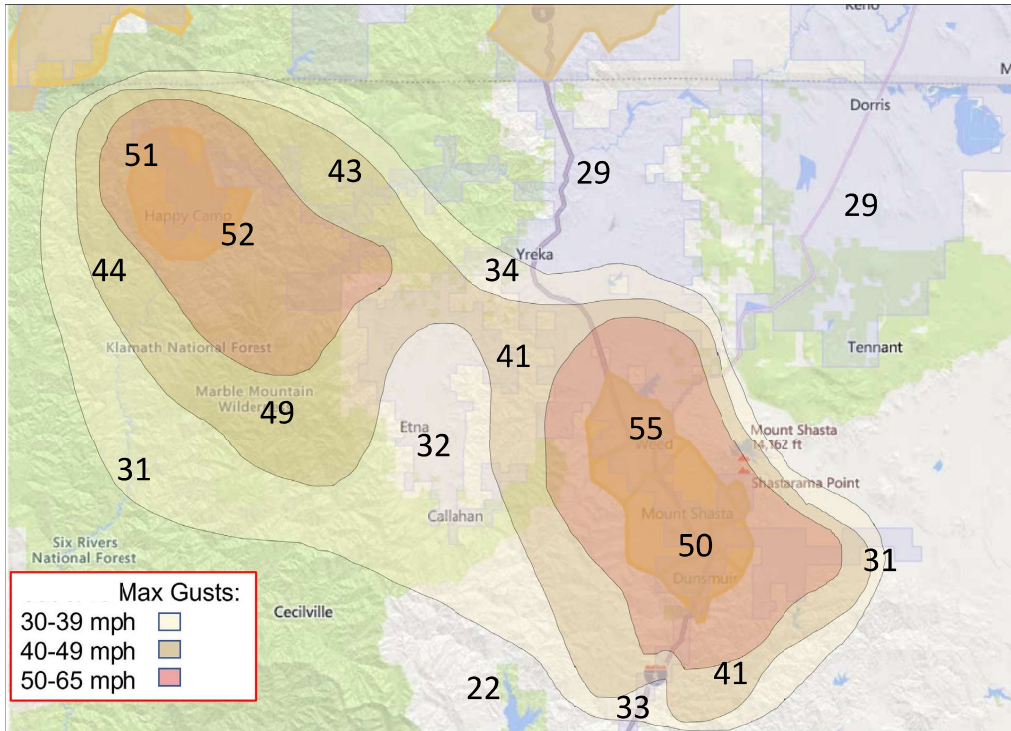 Keno
M
Dorris
51
43
29
Happy Camp
29
52
Yreka
44
34
Klamath National Forest
41
Tennant
Marble Mountain
Wilder
49
Etna
55
Weed
Mount Shasta
14,162 ft
32
31
Shastarama Point
Callahan
Mount Shasta
Six Rivers
National Forest
50
31
Dunsmuir
Max Gusts:
30-39 mph
40-49 mph
50-65 mph
Cecilville
22
41
33